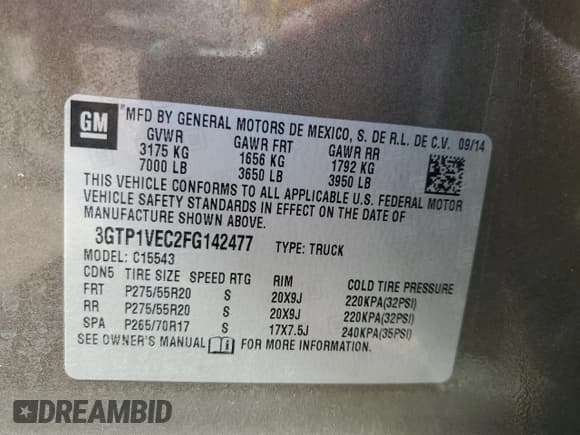 GM
MFD BY GENERAL MOTORS DE MEXICO, S. DE R.L. DE C.V. 09/14
GVWR GAWR FRT GAWR RR
3175 KG 1656 KG 1792 KG
7000 LB 3650 LB 3950 LB
THIS VEHICLE CONFORMS TO ALL APPLICABLE U.S. FEDERAL MOTOR
VEHICLE SAFETY STANDARDS IN EFFECT ON THE DATE OF
MANUFACTURE SHOWN ABOVE.
3GTP1VEC2FG142477 TYPE: TRUCK
MODEL: C15543
CDN5 TIRE SIZE SPEED RTG RIM COLD TIRE PRESSURE
FRT P275/55R20 S 20X9J 220KPA(32PSI)
RR P275/55R20 S 20X9J 220KPA(32PSI)
SPA P265/70R17 S 17X7.5J 240KPA(35PSI)
SEE OWNER'S MANUAL FOR MORE INFORMATION.
DREAMBID